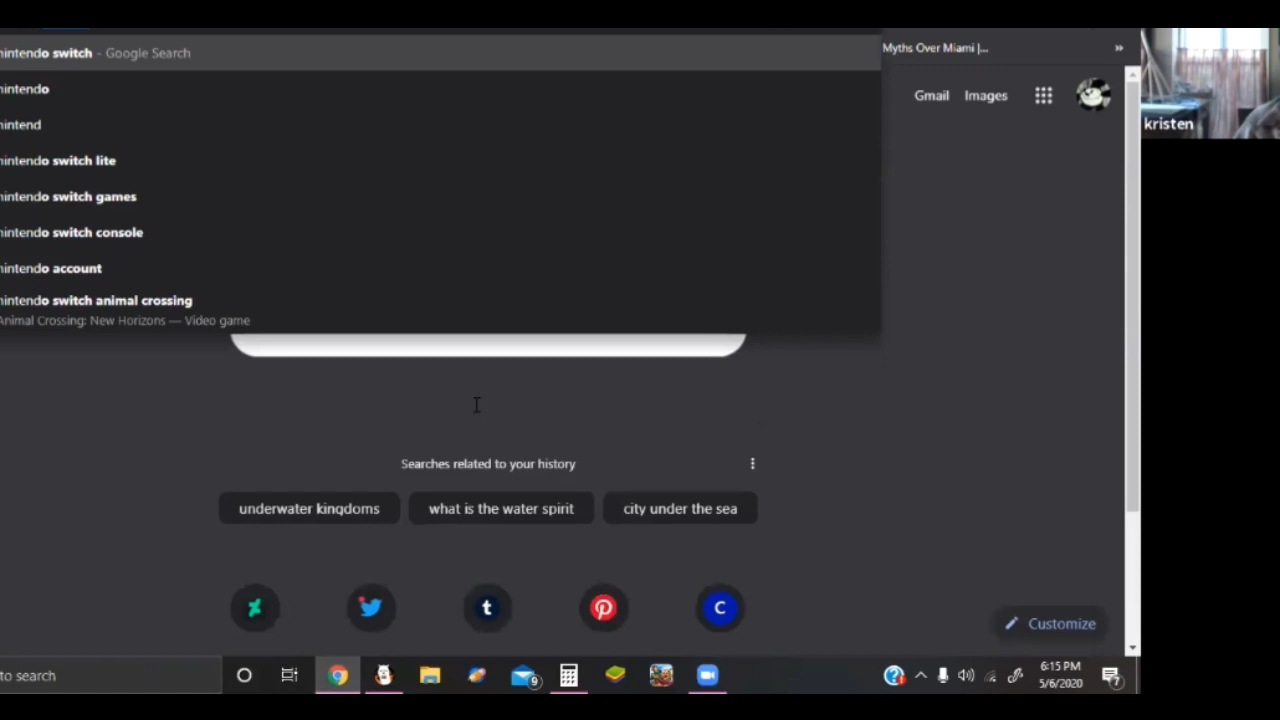 nintendo switch - Google Search
Myths Over Miami |...
»
nintendo
Gmail Images
nintend
kristen
nintendo switch lite
nintendo switch games
nintendo switch console
nintendo account
nintendo switch animal crossing
Animal Crossing: New Horizons — Video game
Searches related to your history
underwater kingdoms
what is the water spirit
city under the sea
t
C
Customize
to search
9
6:15 PM
5/6/2020
7